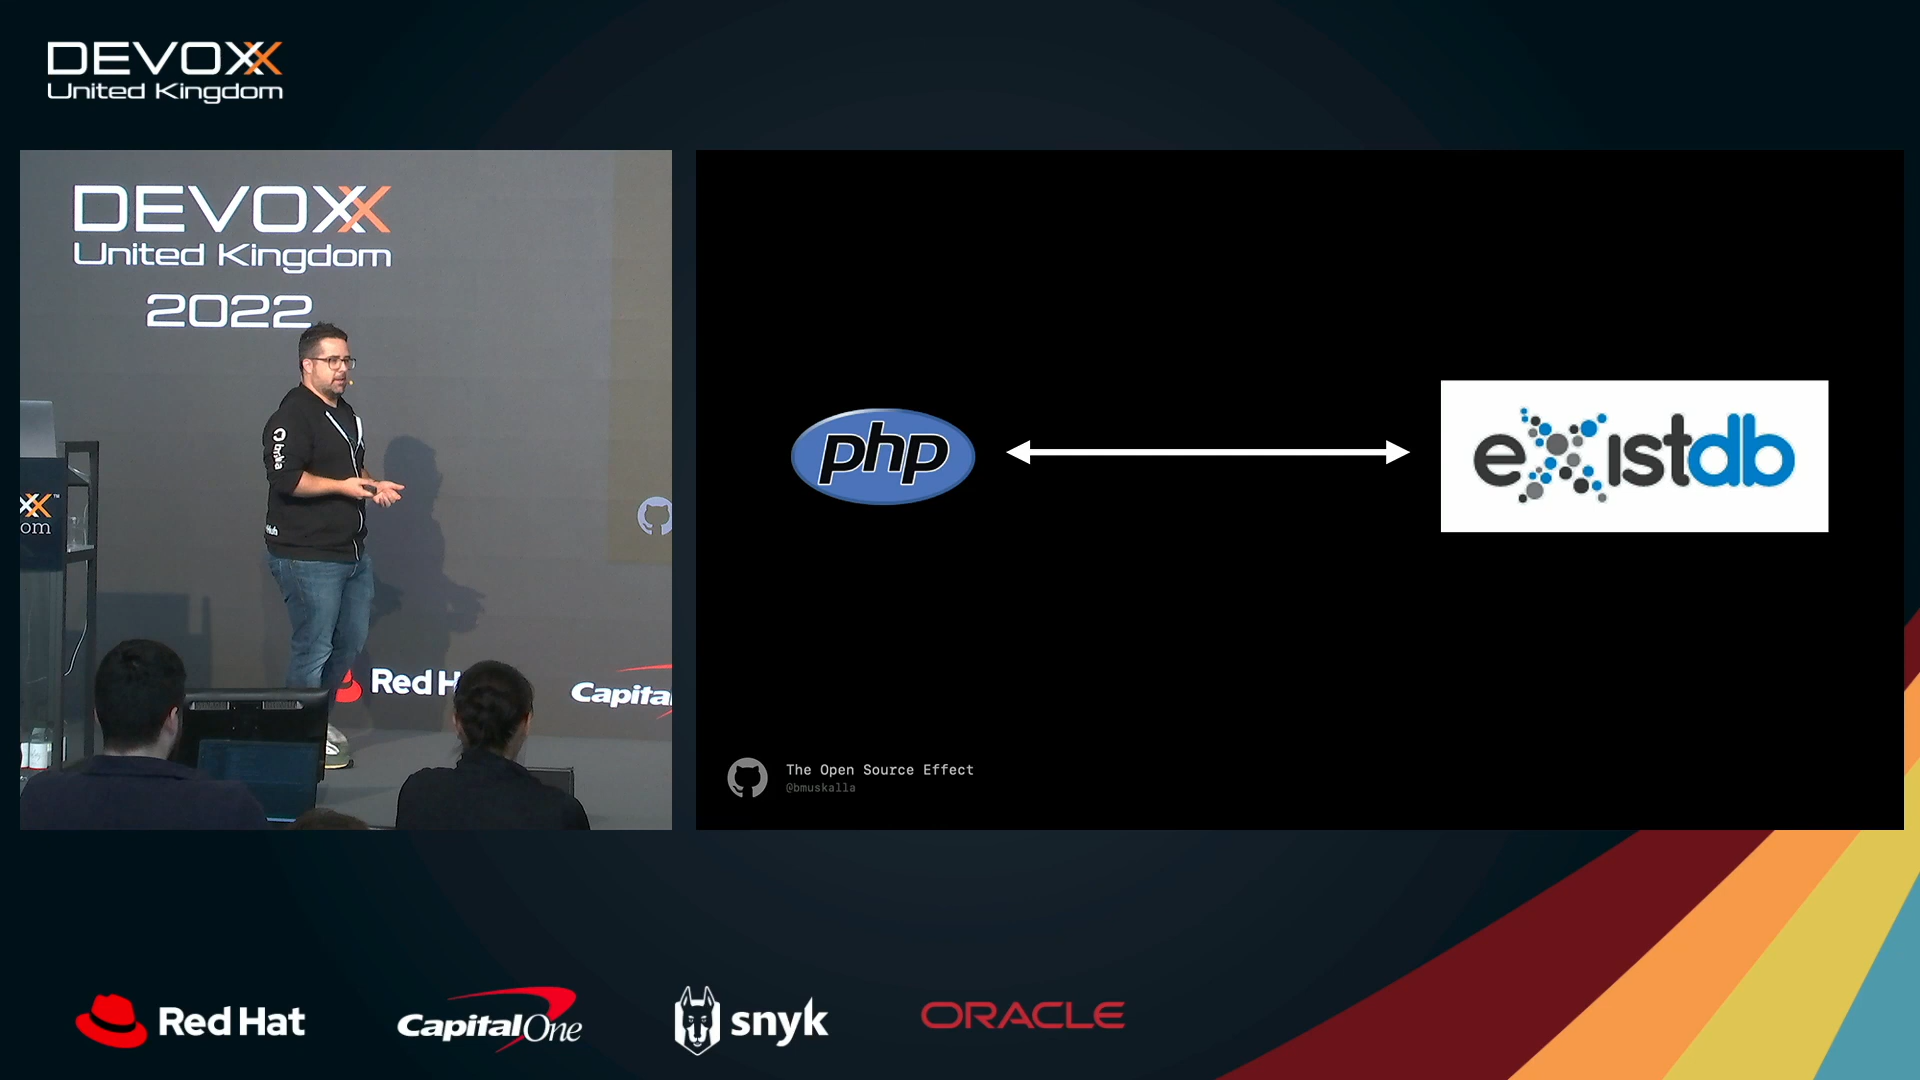 DEVOXX
United Kingdom
DEVOXX
United Kingdom
2022
om
Red H
Capita
php
eXistdb
The Open Source Effect
@bmuskalla
Red Hat
Capital One
snyk
ORACLE